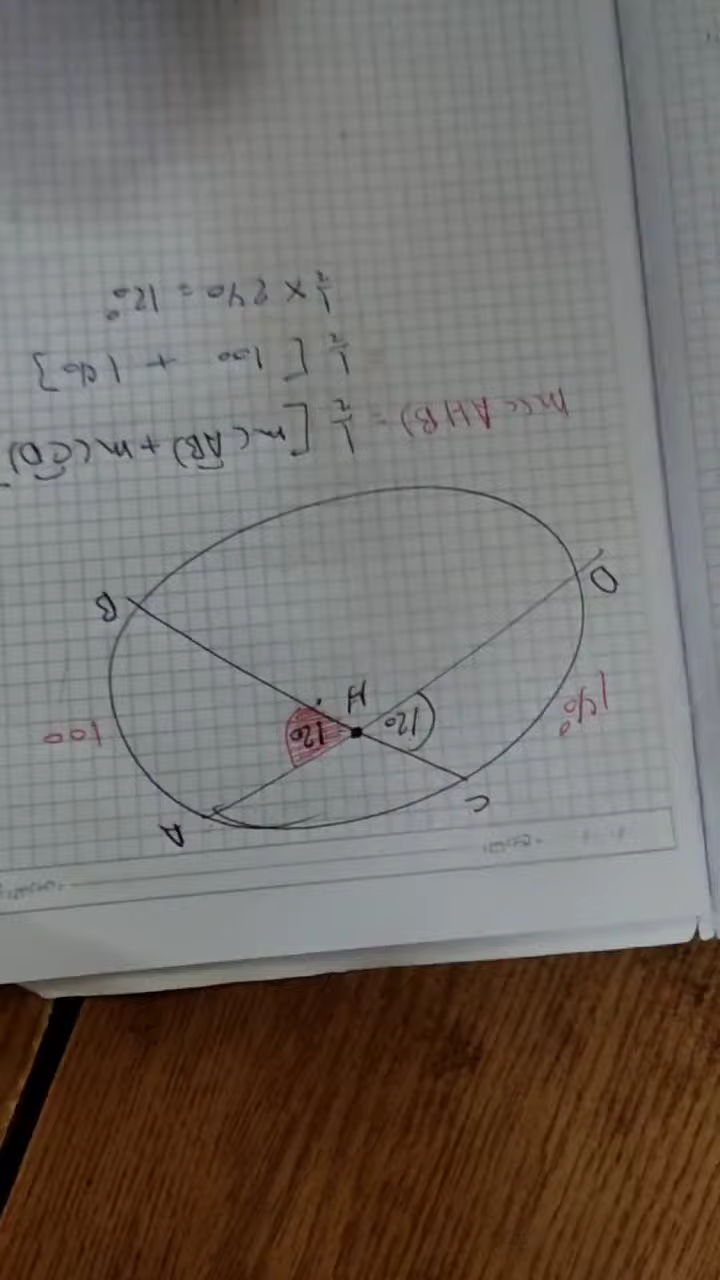 A
C
100
120
120
H
140°
B
D
m(<AHB) = 1/2 [m(AB) + m(CD)
1/2 [100 + 140}
1/2 × 240 = 120°